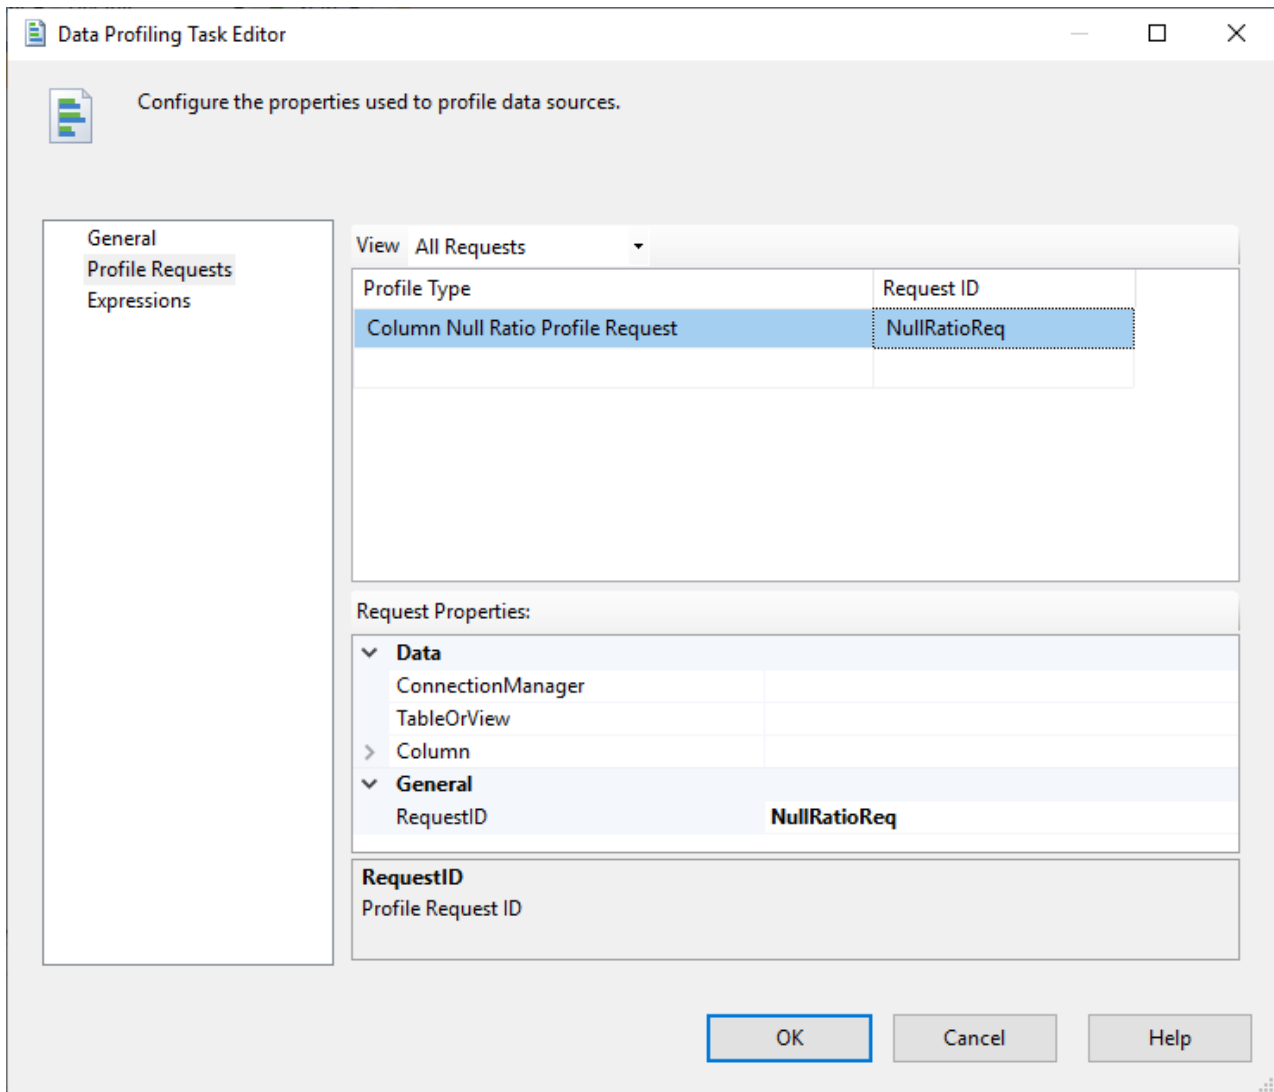 Data Profiling Task Editor
Configure the properties used to profile data sources.
General
Profile Requests
Expressions
View All Requests
Profile Type Request ID
Column Null Ratio Profile Request NullRatioReq
Request Properties:
Data
ConnectionManager
TableOrView
Column
General
RequestID NullRatioReq
RequestID
Profile Request ID
OK Cancel Help